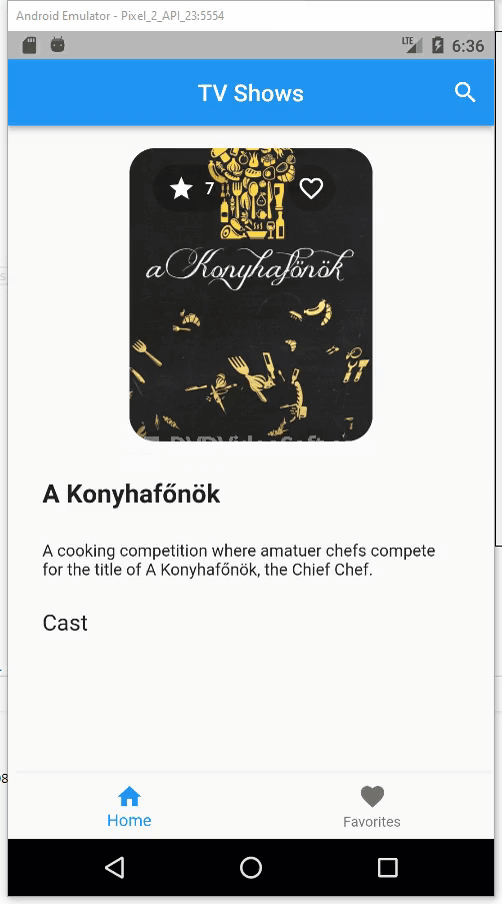 Android Emulator - Pixel_2_API_23:5554
LTE
6:36
TV Shows
7
a Konyhafőnök
A Konyhafőnök
A cooking competition where amatuer chefs compete
for the title of A Konyhafőnök, the Chief Chef.
Cast
Home
Favorites